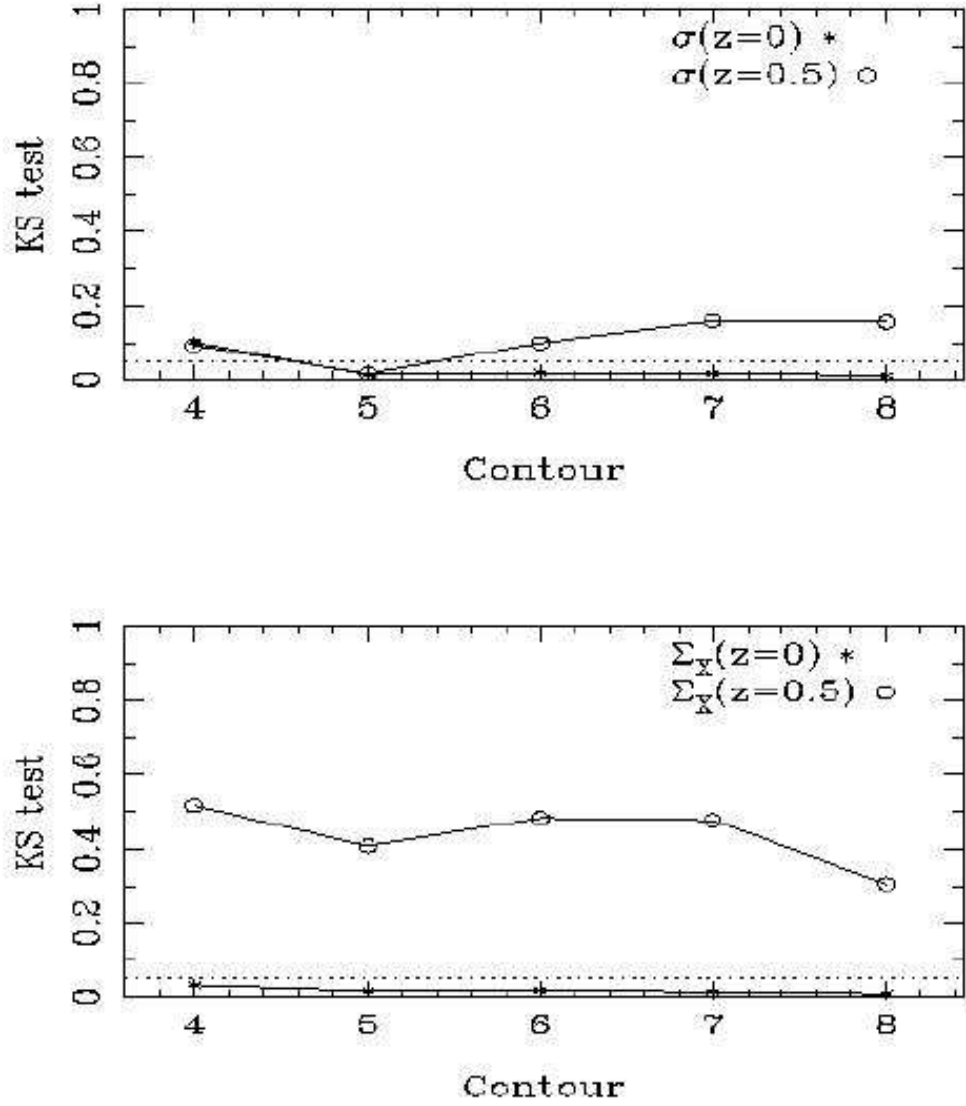 σ(z=0) *
σ(z=0.5) ○
KS test
0 0.2 0.4 0.6 0.8 1
4 5 6 7 8
Contour
Σ_X(z=0) *
Σ_X(z=0.5) ○
KS test
0 0.2 0.4 0.6 0.8 1
4 5 6 7 8
Contour